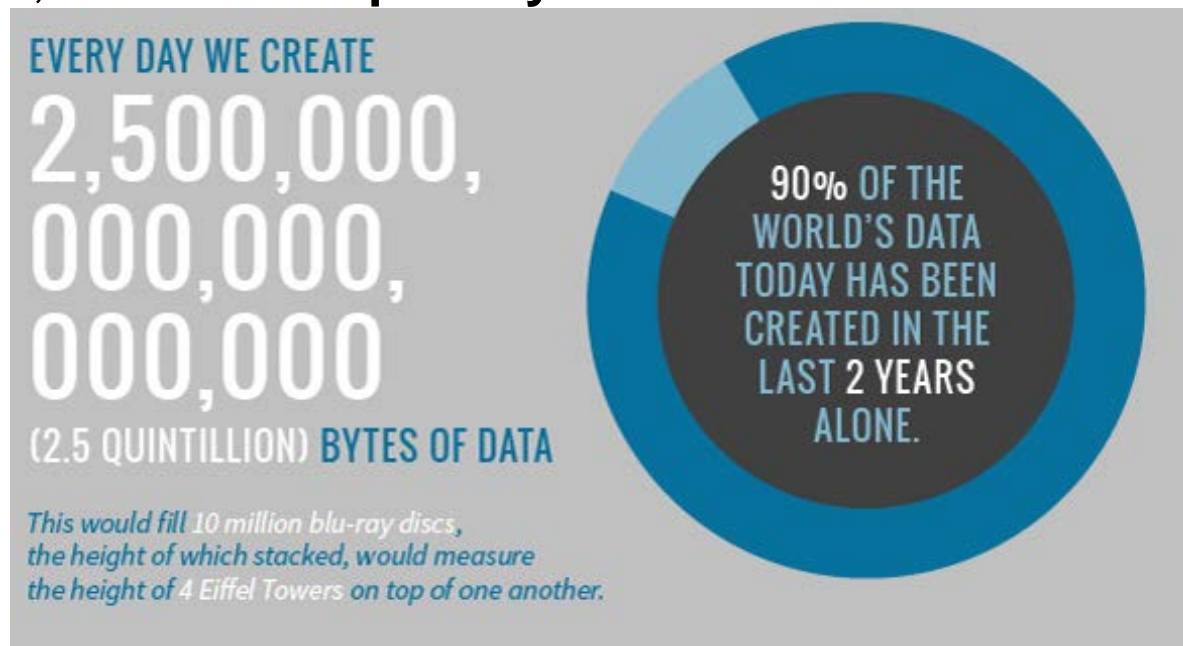 EVERY DAY WE CREATE
2,500,000,
000,000,
000,000
(2.5 QUINTILLION) BYTES OF DATA
This would fill 10 million blu-ray discs,
the height of which stacked, would measure
the height of 4 Eiffel Towers on top of one another.
90% OF THE
WORLD'S DATA
TODAY HAS BEEN
CREATED IN THE
LAST 2 YEARS
ALONE.